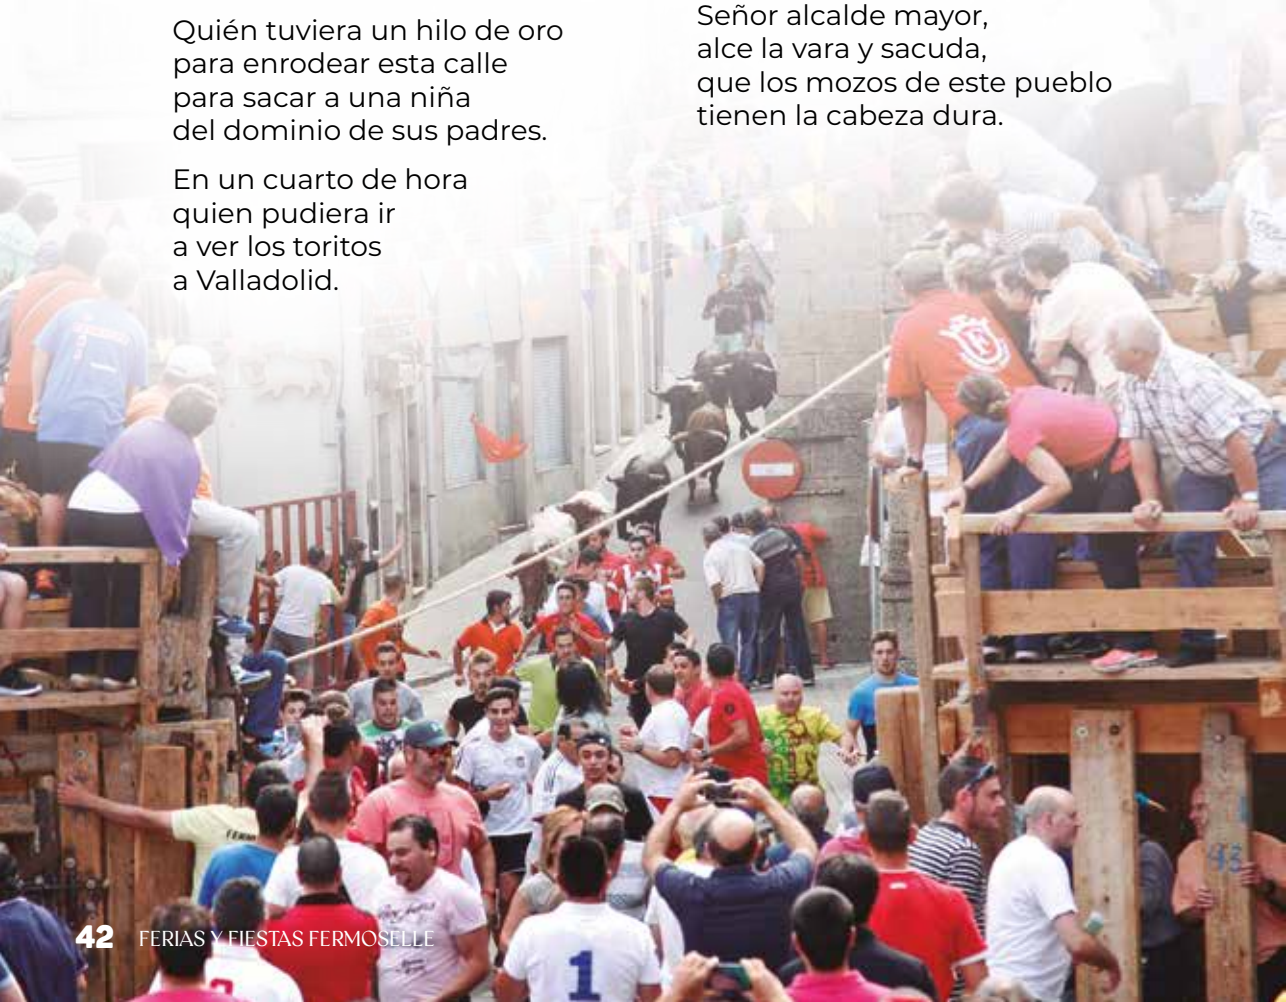 Quién tuviera un hilo de oro
para enrodear esta calle
para sacar a una niña
del dominio de sus padres.
En un cuarto de hora
quien pudiera ir
a ver los toritos
a Valladolid.
Señor alcalde mayor,
alce la vara y sacuda,
que los mozos de este pueblo
tienen la cabeza dura.
F
43
1
42 FERIAS Y FIESTAS FERMOSELLE